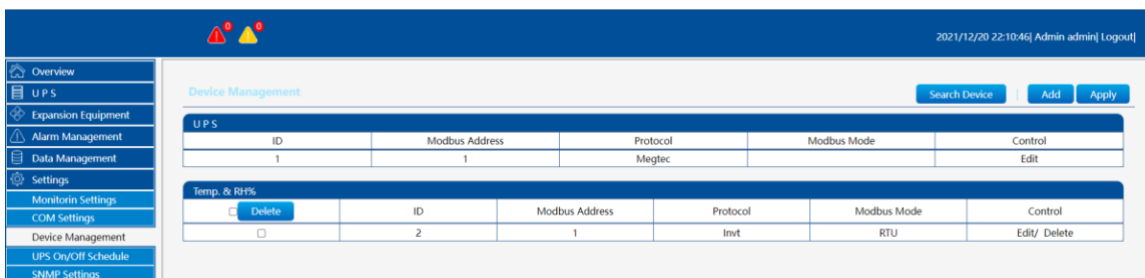 0 0
2021/12/20 22:10:46| Admin admin| Logout|
Overview
UPS
Expansion Equipment
Alarm Management
Data Management
Settings
Monitorin Settings
COM Settings
Device Management
UPS On/Off Schedule
SNMP Settings
Device Management
Search Device | Add Apply
UPS
ID Modbus Address Protocol Modbus Mode Control
1 1 Megtec Edit
Temp. & RH%
Delete ID Modbus Address Protocol Modbus Mode Control
2 1 Invt RTU Edit/ Delete